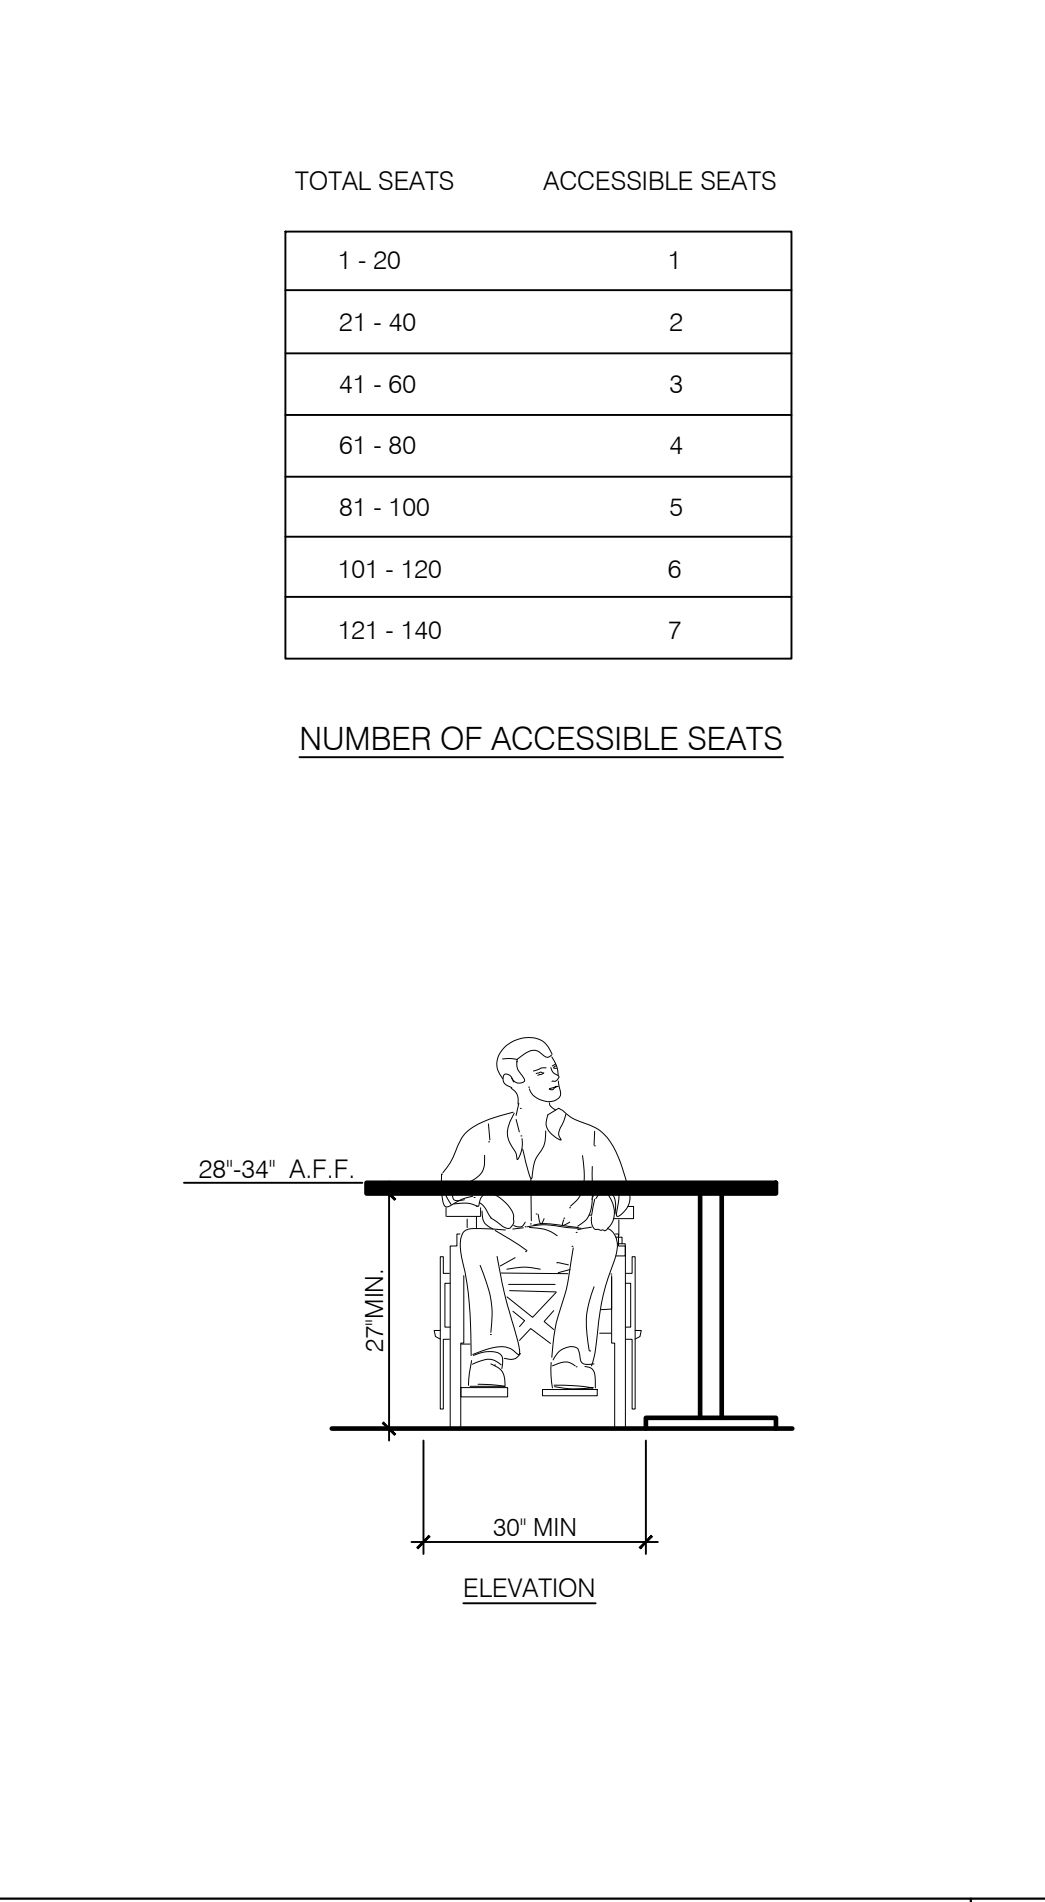 TOTAL SEATS ACCESSIBLE SEATS
1 - 20 1
21 - 40 2
41 - 60 3
61 - 80 4
81 - 100 5
101 - 120 6
121 - 140 7
NUMBER OF ACCESSIBLE SEATS
28"-34" A.F.F.
27"MIN.
30" MIN
ELEVATION